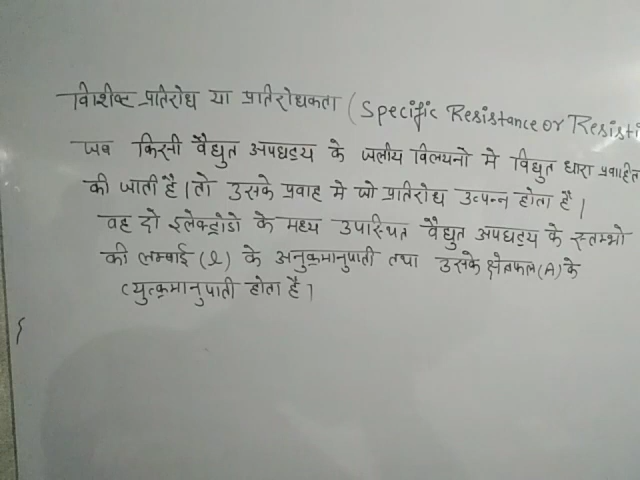 विशिष्ट प्रतिरोध या प्रतिरोधकता ( Specific Resistance or Resisti
जब किसी वैद्युत अपघट्य के जलीय विलयनो मे विद्युत धारा प्रवाहित
की जाती है। तो उसके प्रवाह मे जो प्रतिरोध उत्पन्न होता है।
वह दो इलेक्ट्रोडो के मध्य उपस्थित वैद्युत अपघट्य के स्तम्भो
की लम्बाई (l) के अनुक्रमानुपाती तथा उसके क्षेत्रफल (A) के
व्युत्क्रमानुपाती होता है।